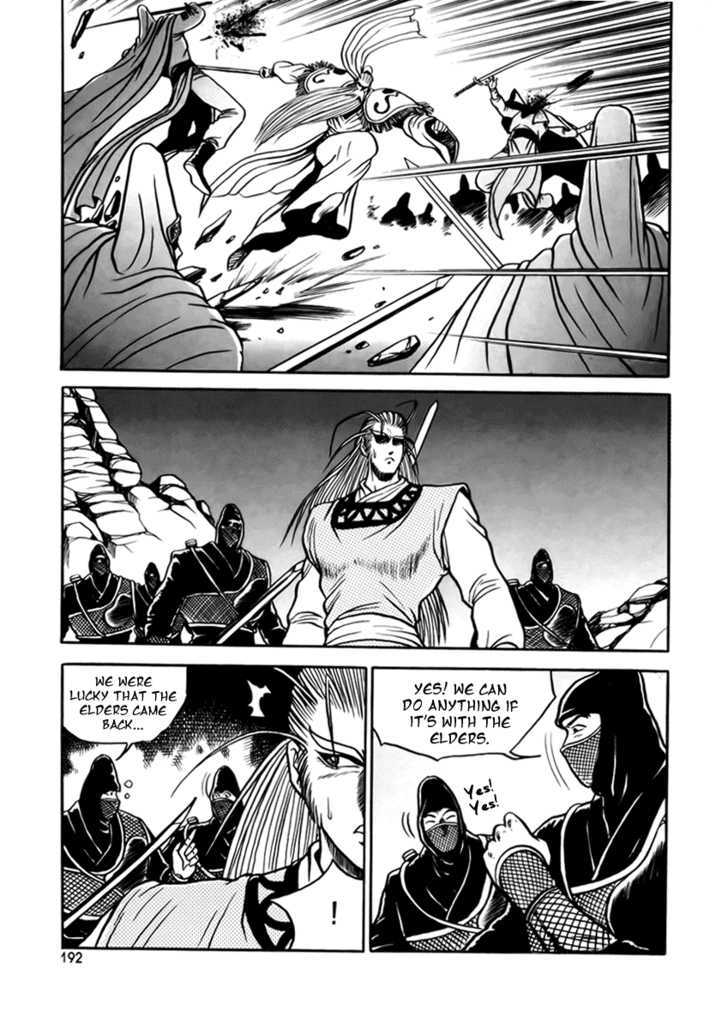 WE WERE
LUCKY THAT THE
ELDERS CAME
BACK...
!
YES! WE CAN
DO ANYTHING IF
IT'S WITH THE
ELDERS.
Yes!
Yes!
192